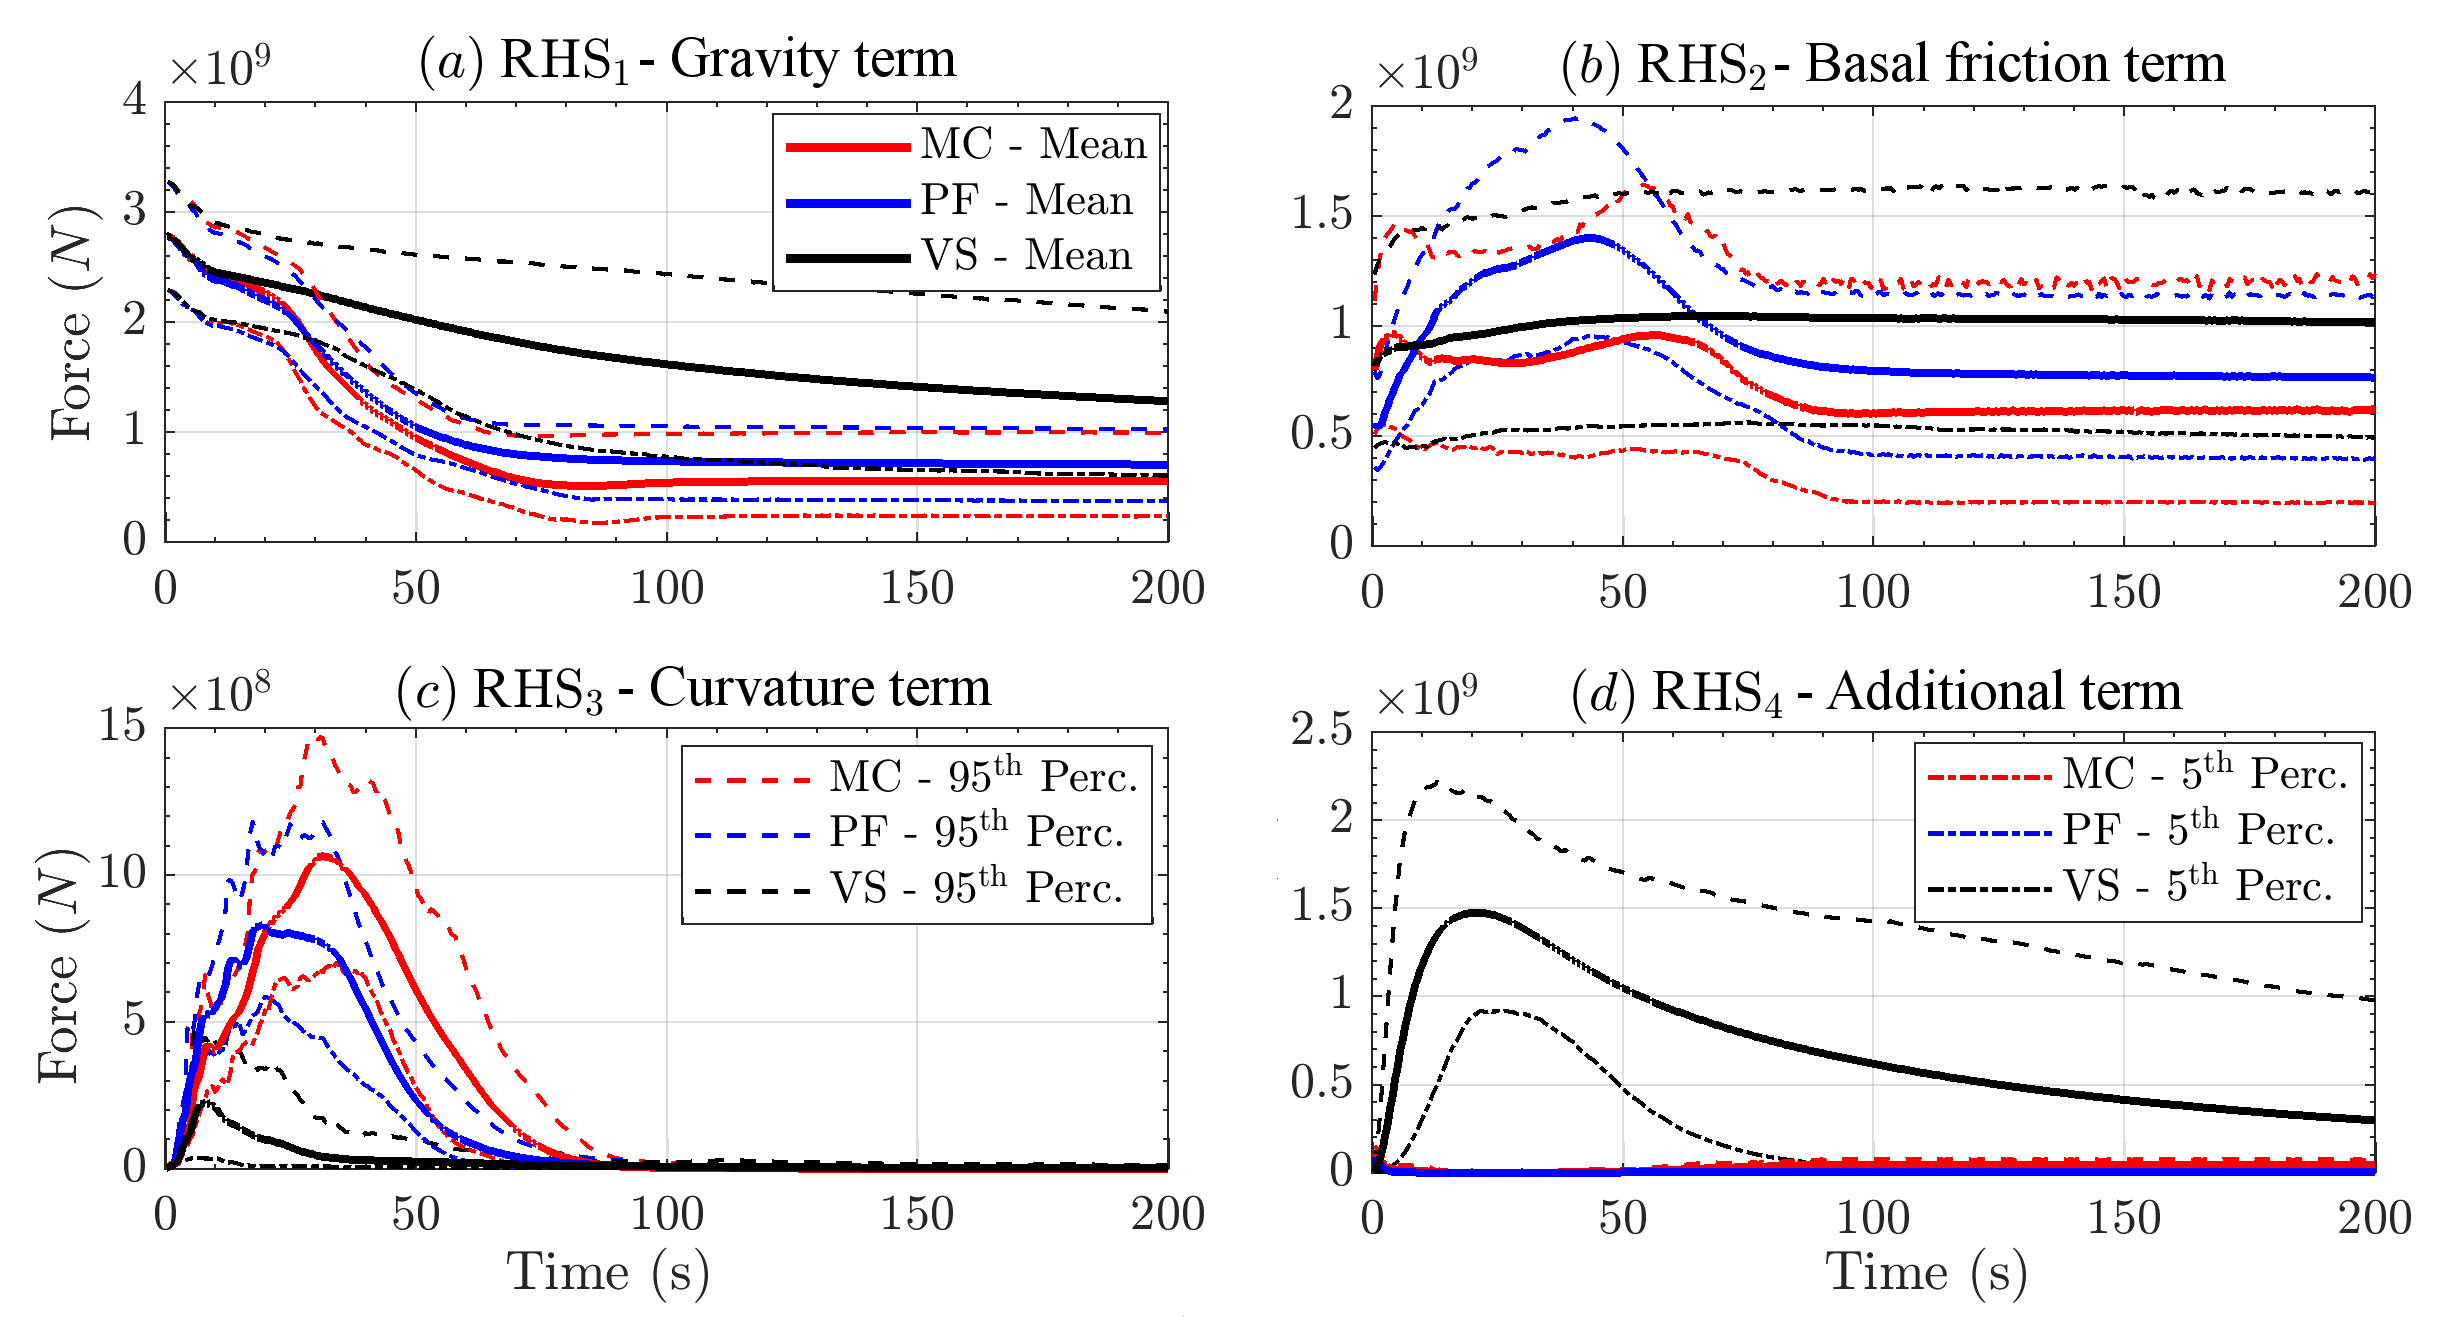 (a) RHS₁ - Gravity term
×10⁹
Force (N)
4
3
2
1
0
MC - Mean
PF - Mean
VS - Mean
0 50 100 150 200
(b) RHS₂ - Basal friction term
×10⁹
2
1.5
1
0.5
0
0 50 100 150 200
(c) RHS₃ - Curvature term
×10⁸
Force (N)
15
10
5
0
MC - 95th Perc.
PF - 95th Perc.
VS - 95th Perc.
0 50 100 150 200
Time (s)
(d) RHS₄ - Additional term
×10⁹
2.5
2
1.5
1
0.5
0
MC - 5th Perc.
PF - 5th Perc.
VS - 5th Perc.
0 50 100 150 200
Time (s)